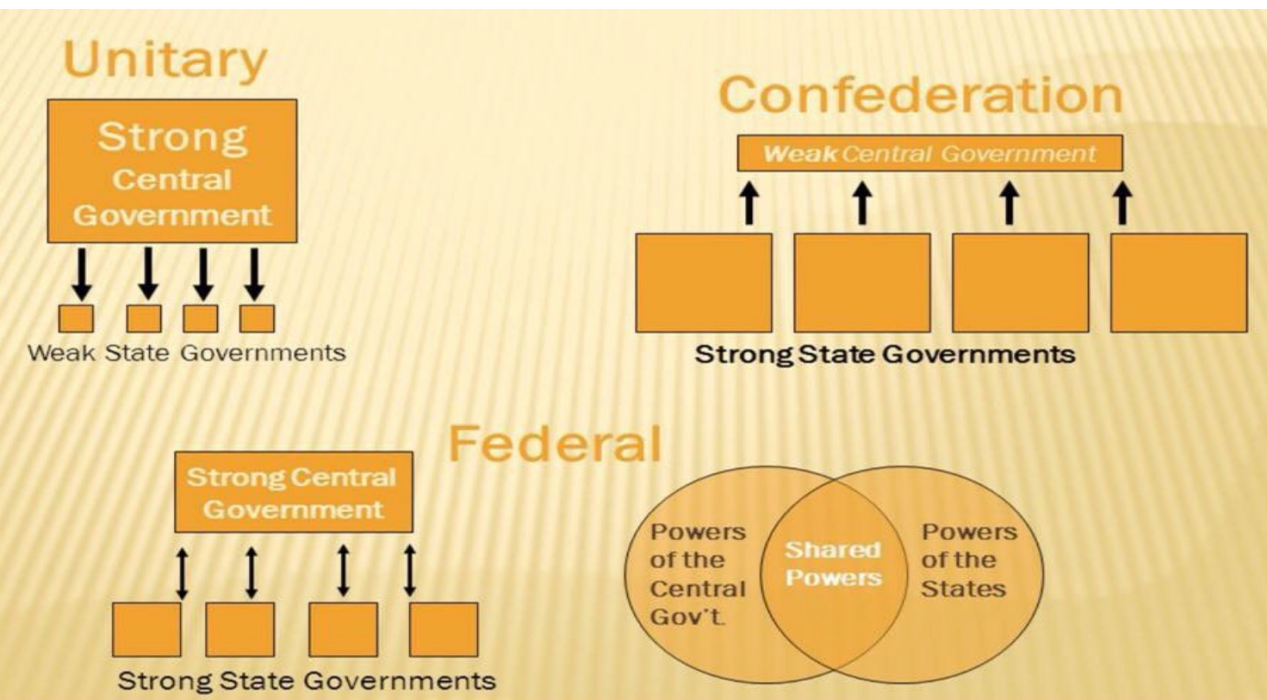 Unitary
Strong
Central
Government
Weak State Governments
Confederation
Weak Central Government
Strong State Governments
Federal
Strong Central
Government
Strong State Governments
Powers
of the
Central
Gov't.
Shared
Powers
Powers
of the
States